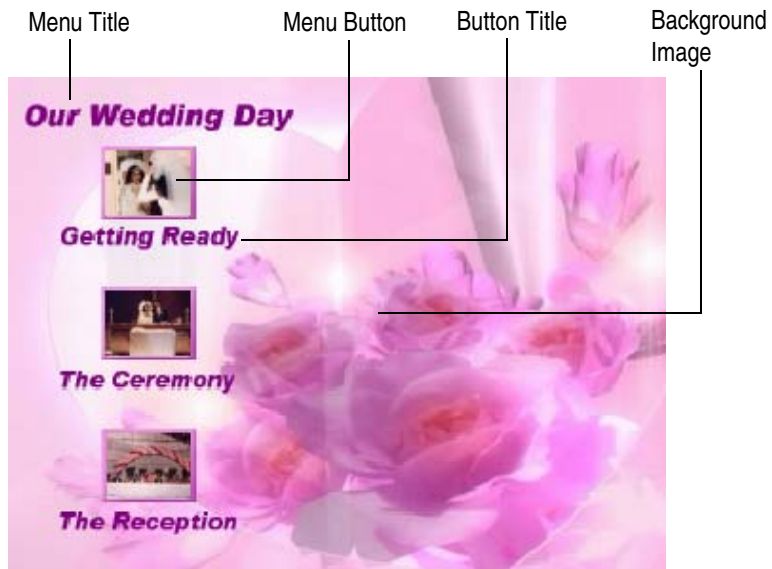 Menu Title
Menu Button
Button Title
Background
Image
Our Wedding Day
Getting Ready
The Ceremony
The Reception